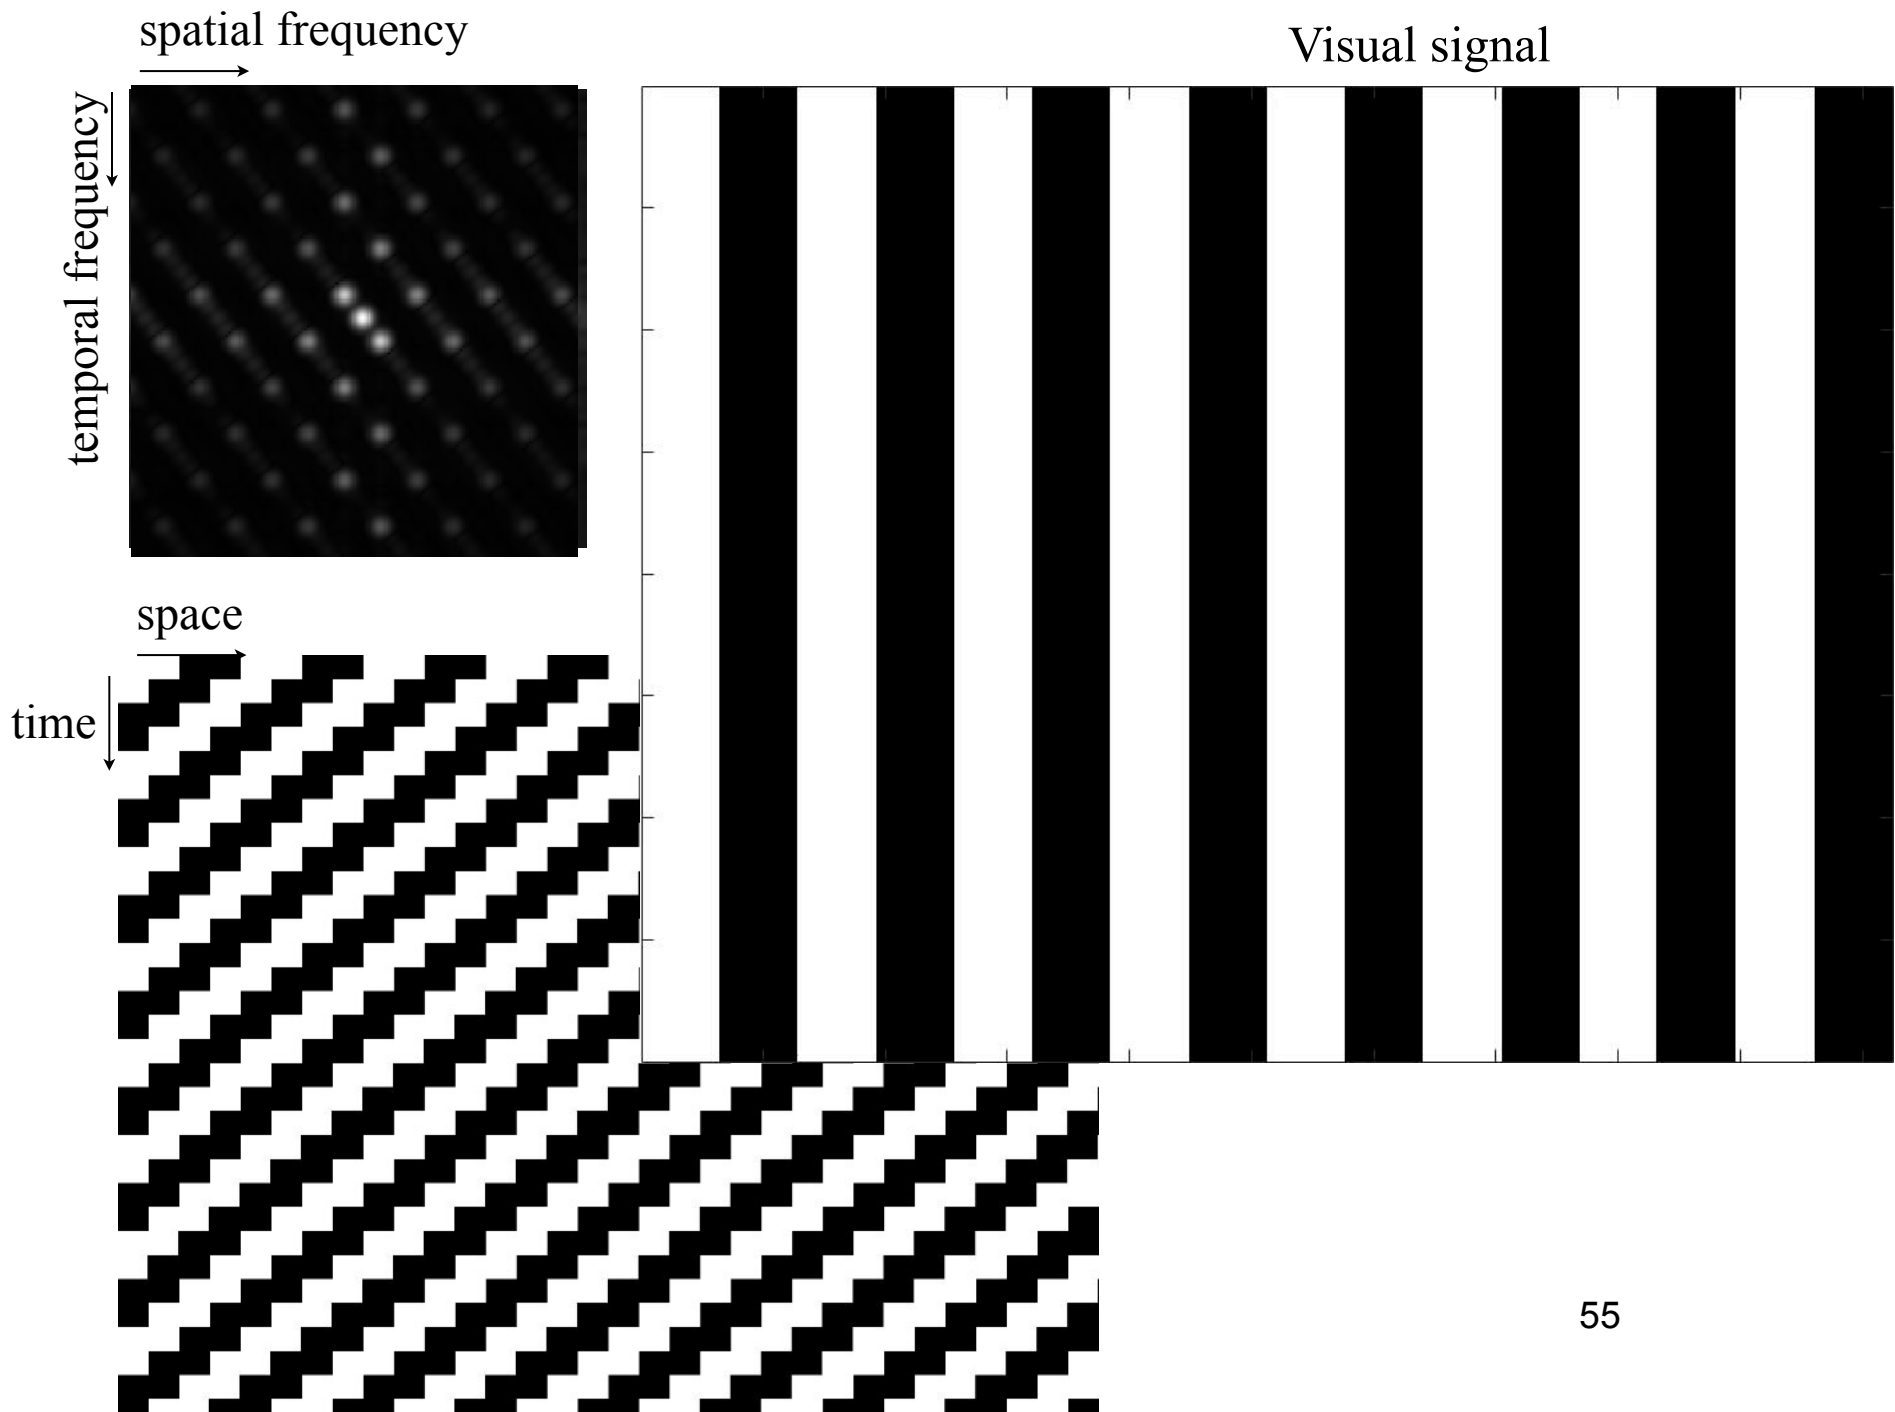 spatial frequency
Visual signal
temporal frequency
space
time
55